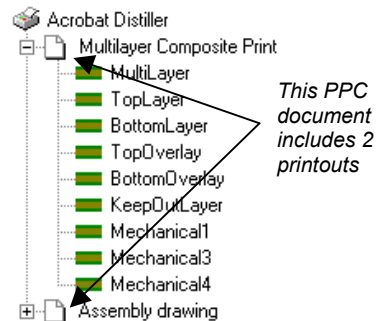 Acrobat Distiller
Multilayer Composite Print
MultiLayer
TopLayer
BottomLayer
TopOverlay
BottomOverlay
KeepOutLayer
Mechanical1
Mechanical3
Mechanical4
Assembly drawing
This PPC
document
includes 2
printouts